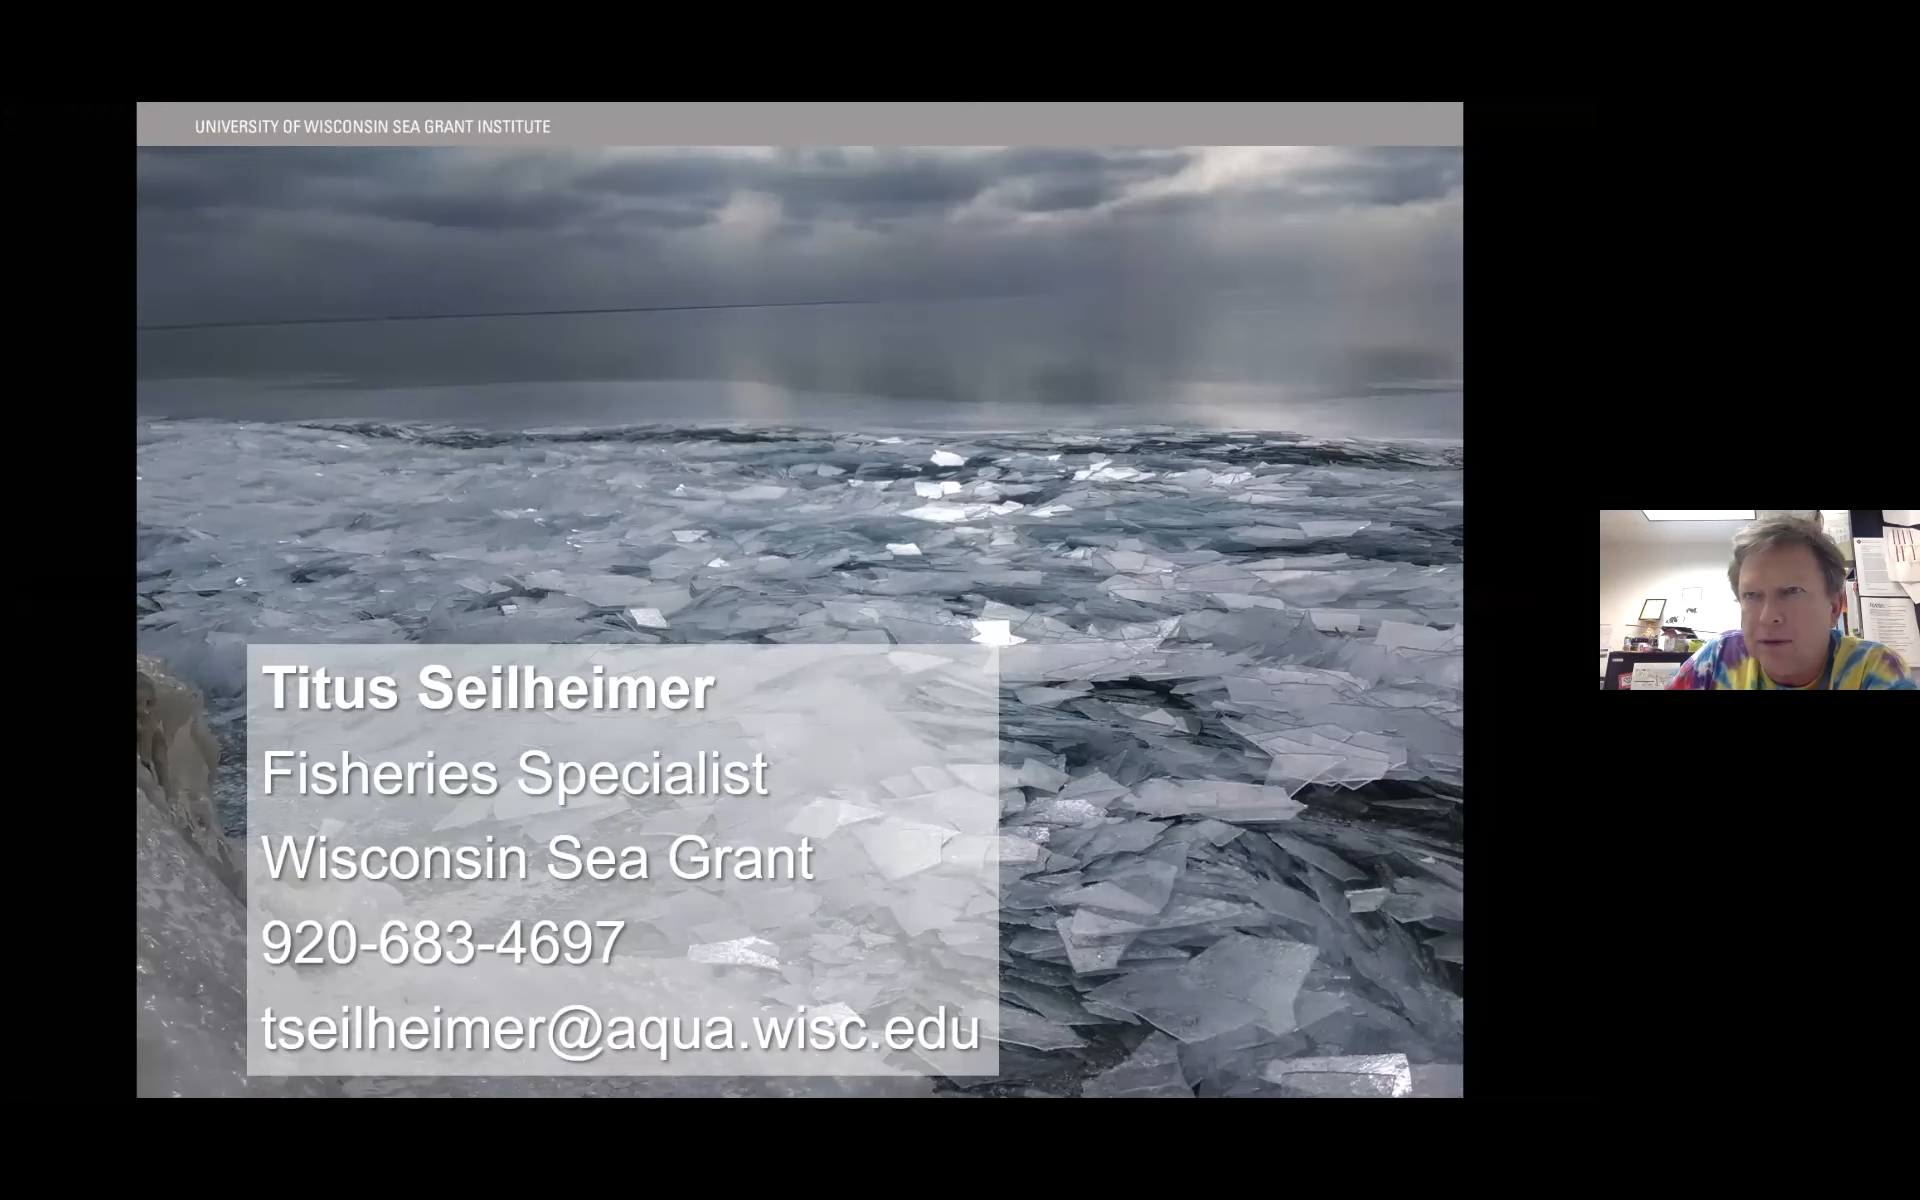 UNIVERSITY OF WISCONSIN SEA GRANT INSTITUTE
Titus Seilheimer
Fisheries Specialist
Wisconsin Sea Grant
920-683-4697
tseilheimer@aqua.wisc.edu